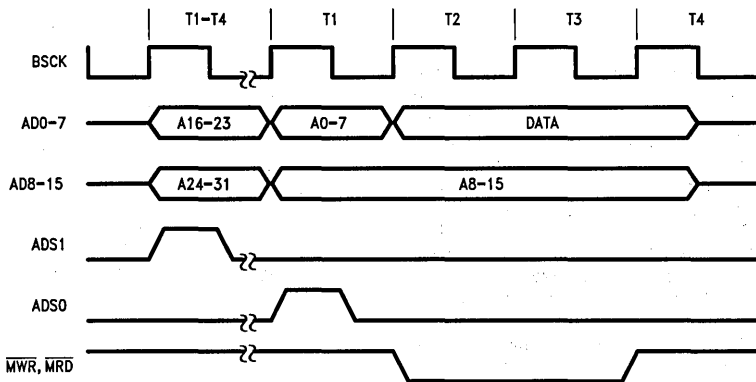 T1-T4 T1 T2 T3 T4
BSCK
AD0-7 A16-23 A0-7 DATA
AD8-15 A24-31 A8-15
ADS1
ADS0
MWR, MRD